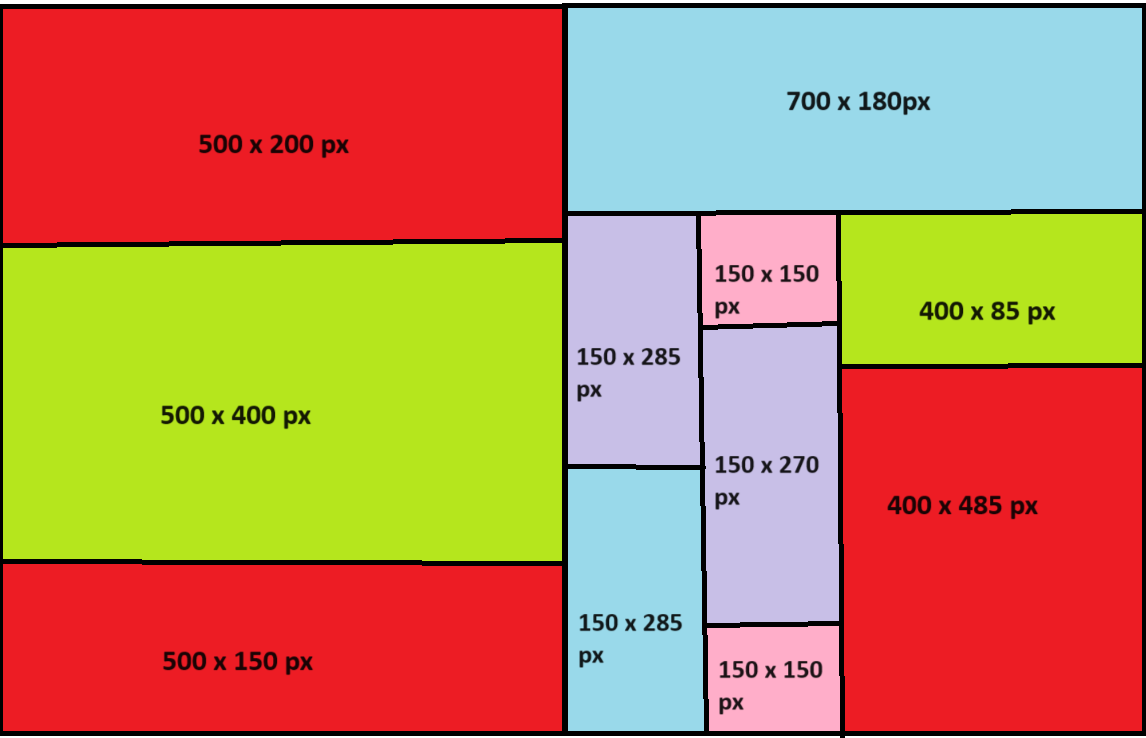 500 x 200 px
500 x 400 px
500 x 150 px
700 x 180px
150 x 285
px
150 x 285
px
150 x 150
px
150 x 270
px
150 x 150
px
400 x 85 px
400 x 485 px